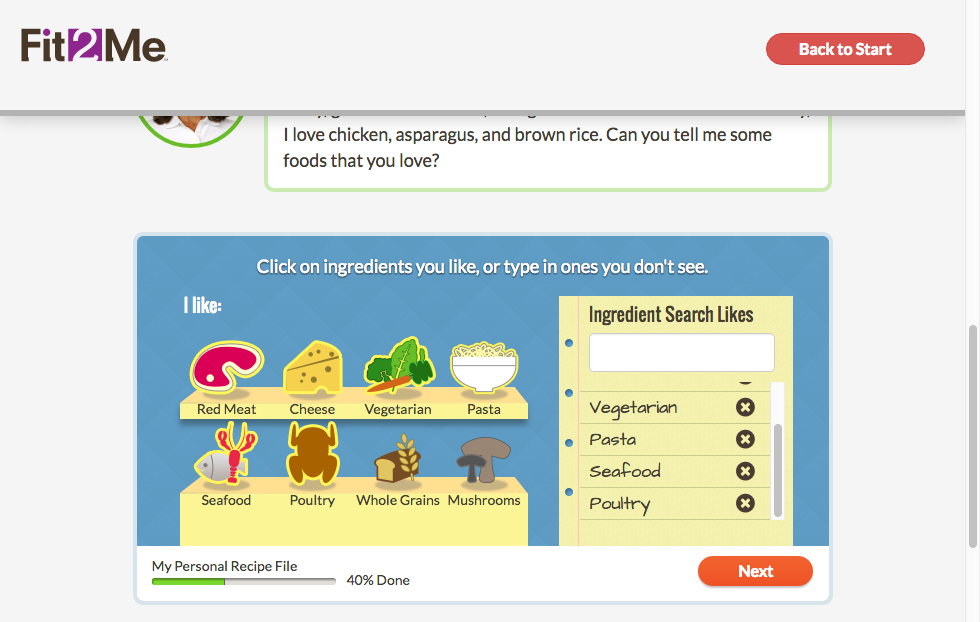 Fit2Me
Back to Start
I love chicken, asparagus, and brown rice. Can you tell me some
foods that you love?
Click on ingredients you like, or type in ones you don't see.
I like:
Ingredient Search Likes
Red Meat Cheese Vegetarian Pasta
Vegetarian
Pasta
Seafood
Poultry
Seafood Poultry Whole Grains Mushrooms
My Personal Recipe File
40% Done
Next